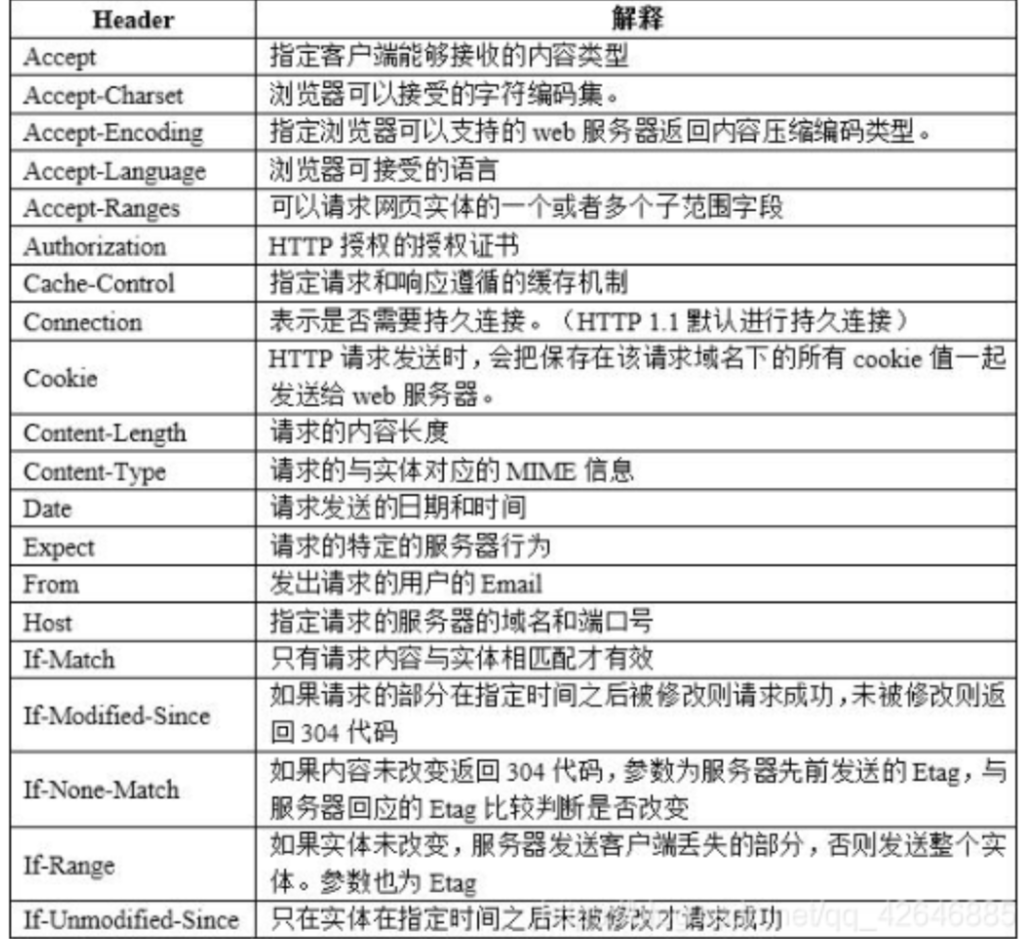 Header 解释
Accept 指定客户端能够接收的内容类型
Accept-Charset 浏览器可以接受的字符编码集。
Accept-Encoding 指定浏览器可以支持的 web 服务器返回内容压缩编码类型。
Accept-Language 浏览器可接受的语言
Accept-Ranges 可以请求网页实体的一个或者多个子范围字段
Authorization HTTP 授权的授权证书
Cache-Control 指定请求和响应遵循的缓存机制
Connection 表示是否需要持久连接。（HTTP 1.1 默认进行持久连接）
Cookie HTTP 请求发送时，会把保存在该请求域名下的所有 cookie 值一起
发送给 web 服务器。
Content-Length 请求的内容长度
Content-Type 请求的与实体对应的 MIME 信息
Date 请求发送的日期和时间
Expect 请求的特定的服务器行为
From 发出请求的用户的 Email
Host 指定请求的服务器的域名和端口号
If-Match 只有请求内容与实体相匹配才有效
If-Modified-Since 如果请求的部分在指定时间之后被修改则请求成功，未被修改则返
回 304 代码
If-None-Match 如果内容未改变返回 304 代码，参数为服务器先前发送的 Etag，与
服务器回应的 Etag 比较判断是否改变
If-Range 如果实体未改变，服务器发送客户端丢失的部分，否则发送整个实
体。参数也为 Etag
If-Unmodified-Since 只在实体在指定时间之后未被修改才请求成功
net/qq_42646885